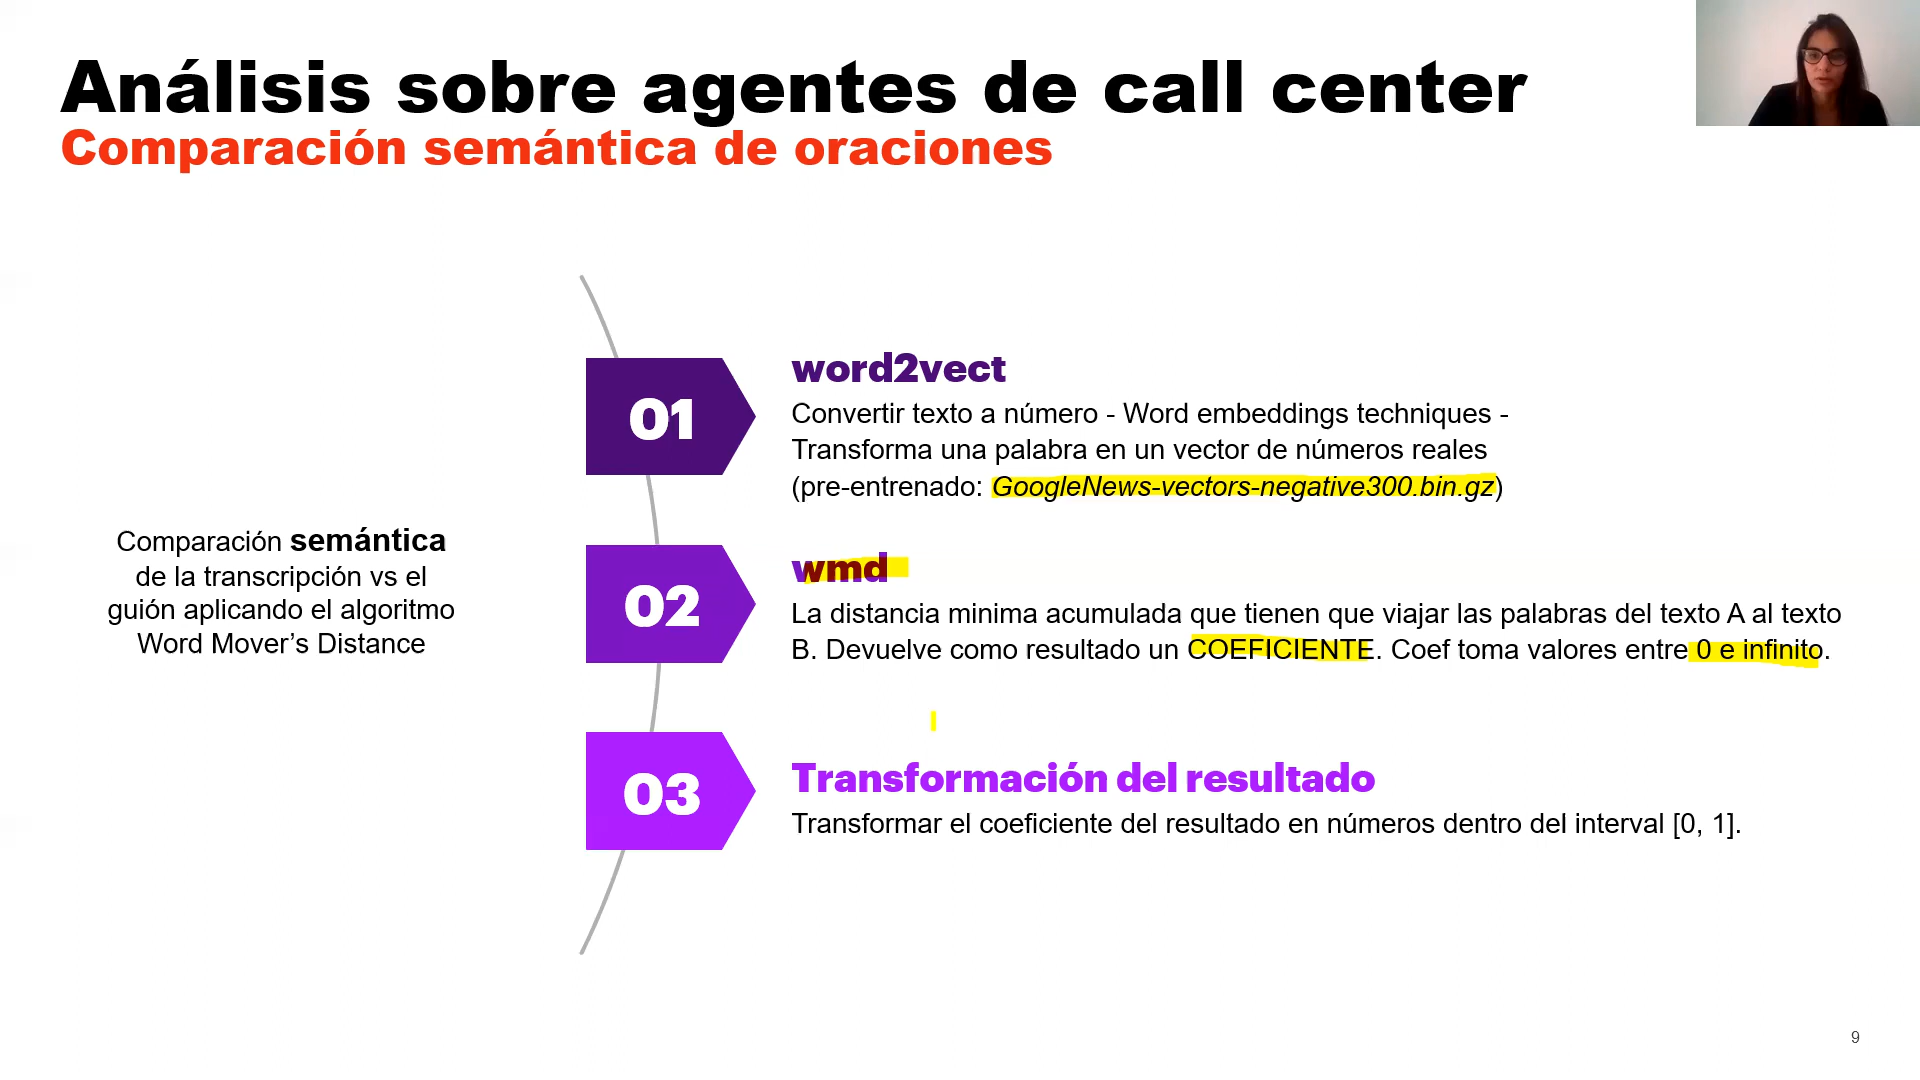 Análisis sobre agentes de call center
Comparación semántica de oraciones
Comparación semántica
de la transcripción vs el
guión aplicando el algoritmo
Word Mover’s Distance
01
word2vect
Convertir texto a número - Word embeddings techniques -
Transforma una palabra en un vector de números reales
(pre-entrenado: GoogleNews-vectors-negative300.bin.gz)
02
wmd
La distancia minima acumulada que tienen que viajar las palabras del texto A al texto
B. Devuelve como resultado un COEFICIENTE. Coef toma valores entre 0 e infinito.
03
Transformación del resultado
Transformar el coeficiente del resultado en números dentro del interval [0, 1].
9